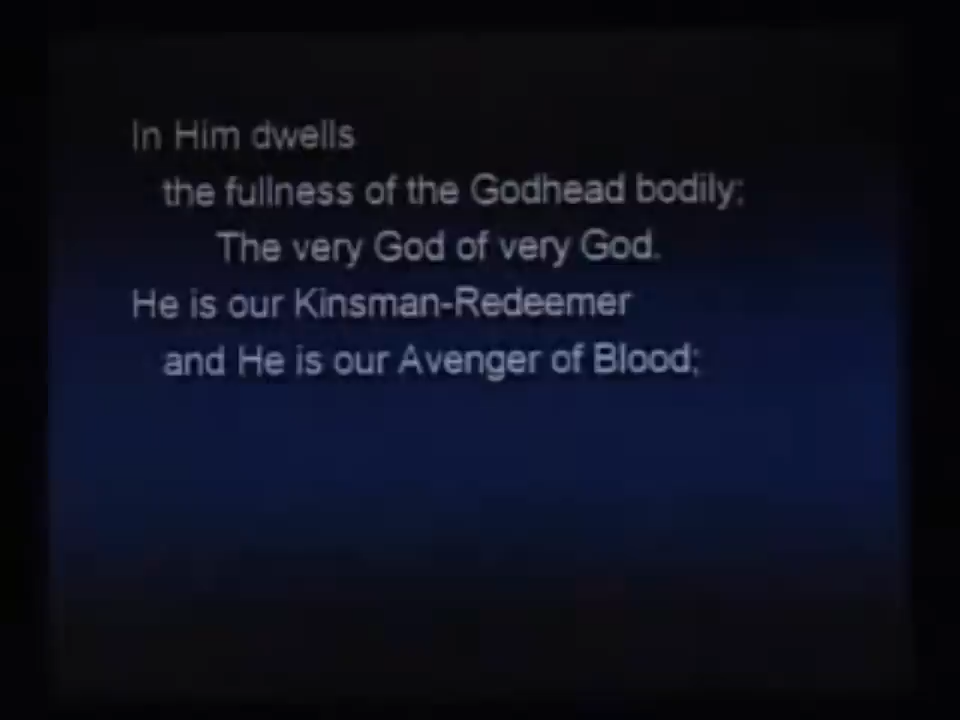 In Him dwells
the fullness of the Godhead bodily;
The very God of very God.
He is our Kinsman-Redeemer
and He is our Avenger of Blood;